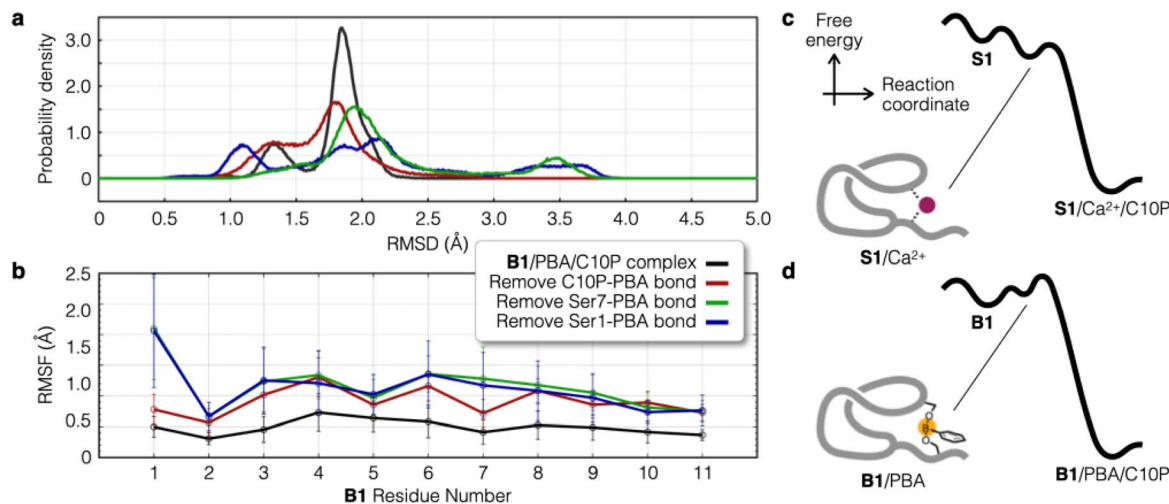 a
Probability density
3.0
2.0
1.0
0
0 0.5 1.0 1.5 2.0 2.5 3.0 3.5 4.0 4.5 5.0
RMSD (Å)
B1/PBA/C10P complex
Remove C10P-PBA bond
Remove Ser7-PBA bond
Remove Ser1-PBA bond
b
RMSF (Å)
2.5
2.0
1.5
1.0
0.5
0
1 2 3 4 5 6 7 8 9 10 11
B1 Residue Number
c
Free
energy
Reaction
coordinate
S1
S1/Ca²⁺
S1/Ca²⁺/C10P
d
B1
O
B
O
B1/PBA
B1/PBA/C10P